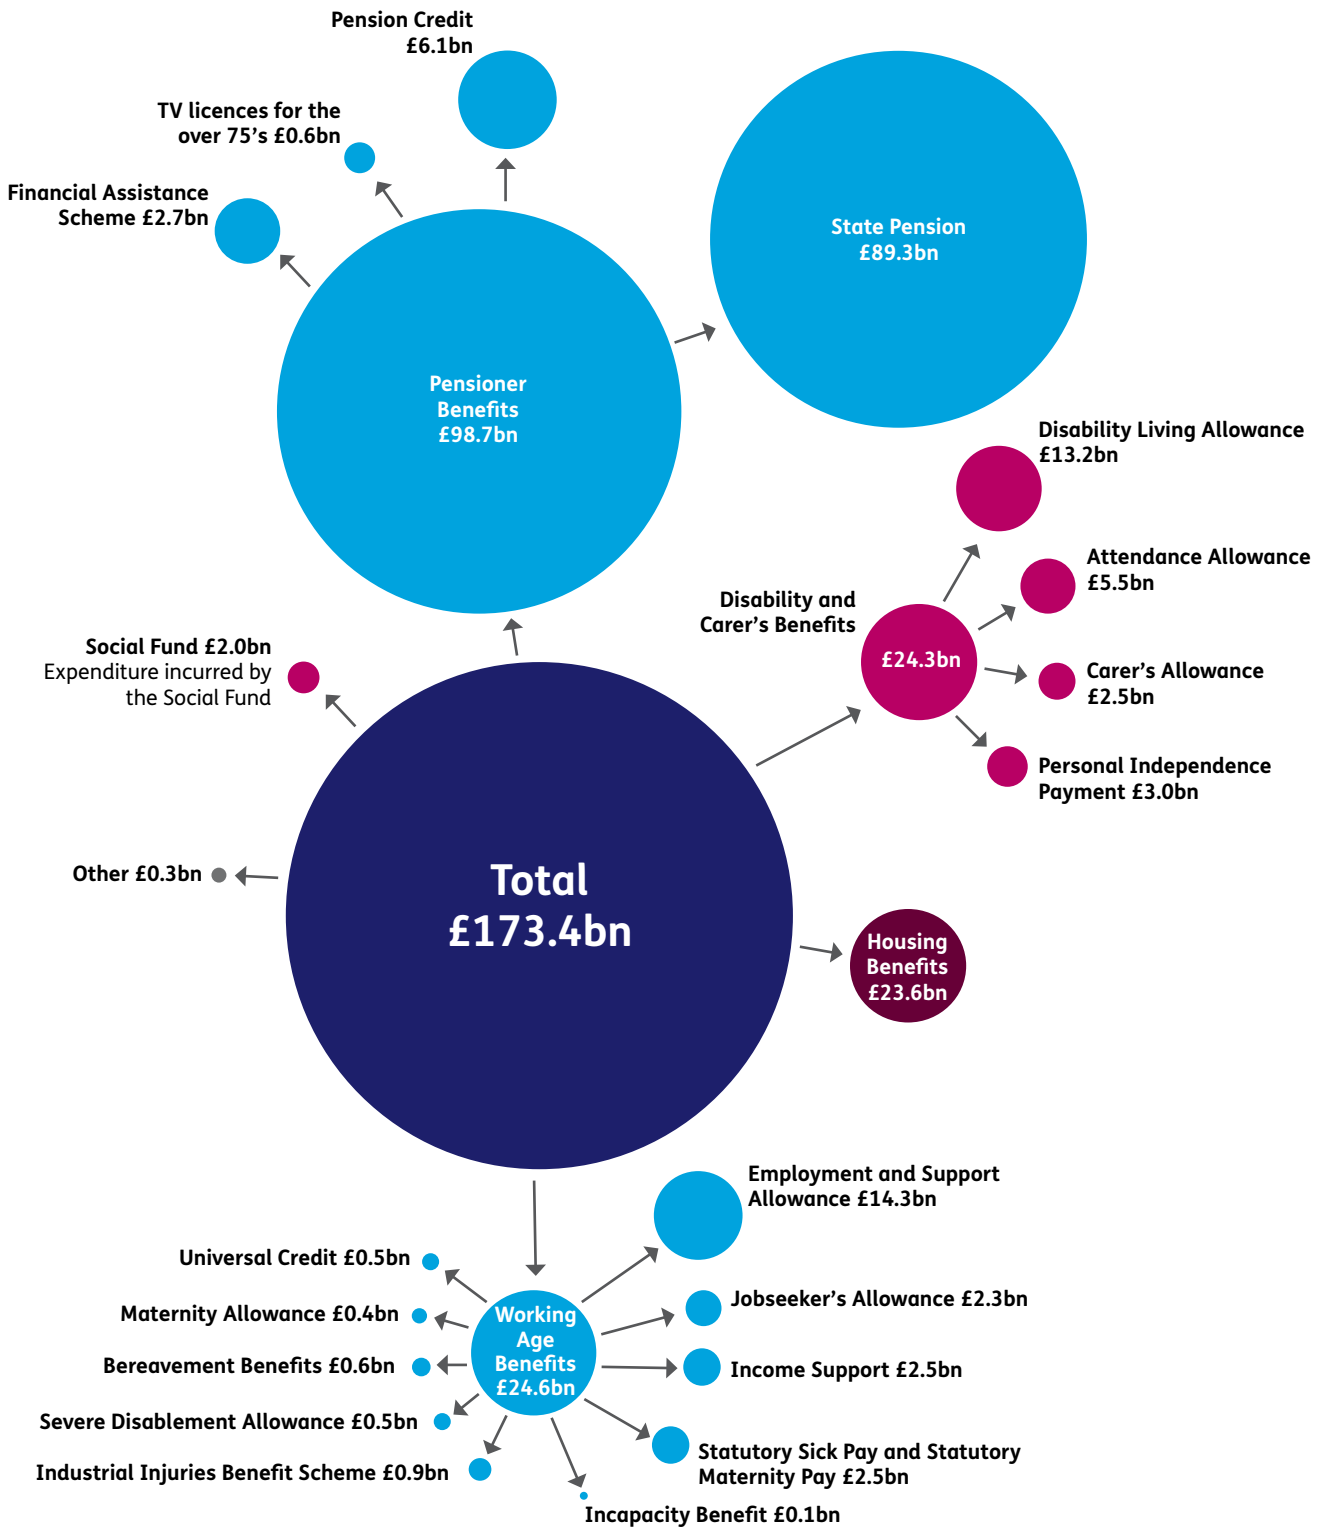 Pension Credit
£6.1bn
TV licences for the
over 75’s £0.6bn
Financial Assistance
Scheme £2.7bn
State Pension
£89.3bn
Pensioner
Benefits
£98.7bn
Disability Living Allowance
£13.2bn
Attendance Allowance
£5.5bn
Disability and
Carer’s Benefits
£24.3bn
Carer’s Allowance
£2.5bn
Personal Independence
Payment £3.0bn
Social Fund £2.0bn
Expenditure incurred by
the Social Fund
Other £0.3bn
Total
£173.4bn
Housing
Benefits
£23.6bn
Employment and Support
Allowance £14.3bn
Universal Credit £0.5bn
Jobseeker’s Allowance £2.3bn
Maternity Allowance £0.4bn
Working
Age
Benefits
£24.6bn
Bereavement Benefits £0.6bn
Income Support £2.5bn
Severe Disablement Allowance £0.5bn
Statutory Sick Pay and Statutory
Maternity Pay £2.5bn
Industrial Injuries Benefit Scheme £0.9bn
Incapacity Benefit £0.1bn